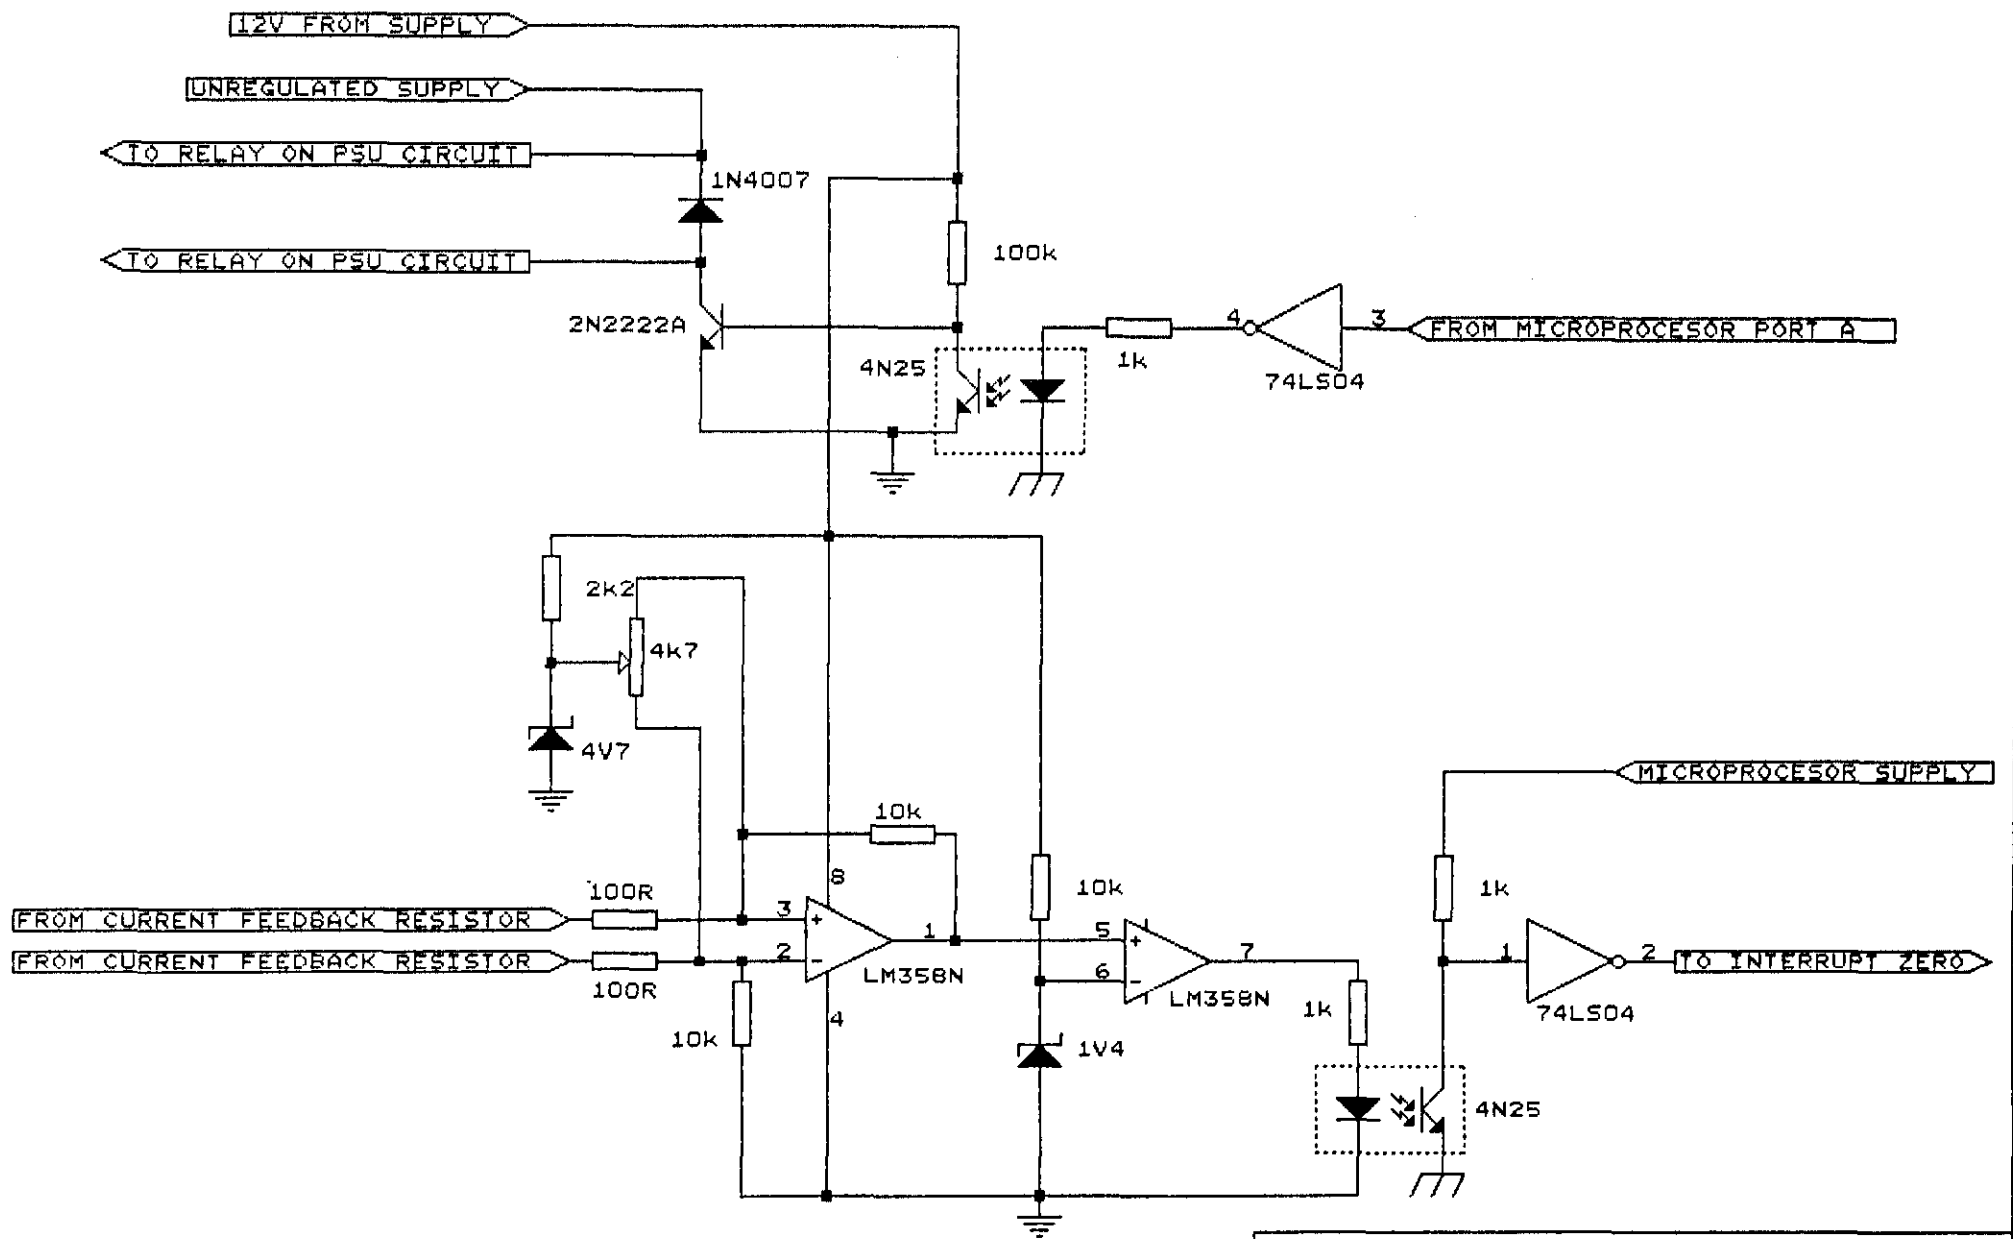 12V FROM SUPPLY
UNREGULATED SUPPLY
TO RELAY ON PSU CIRCUIT
1N4007
TO RELAY ON PSU CIRCUIT
100k
2N2222A
4
3
FROM MICROPROCESOR PORT A
1k
4N25
74LS04
2k2
4k7
4V7
MICROPROCESOR SUPPLY
10k
8
10k
1k
FROM CURRENT FEEDBACK RESISTOR
100R
3
+
1
5
+
7
1
2
TO INTERRUPT ZERO
FROM CURRENT FEEDBACK RESISTOR
100R
2
-
LM358N
6
-
LM358N
1k
74LS04
4
10k
1V4
4N25